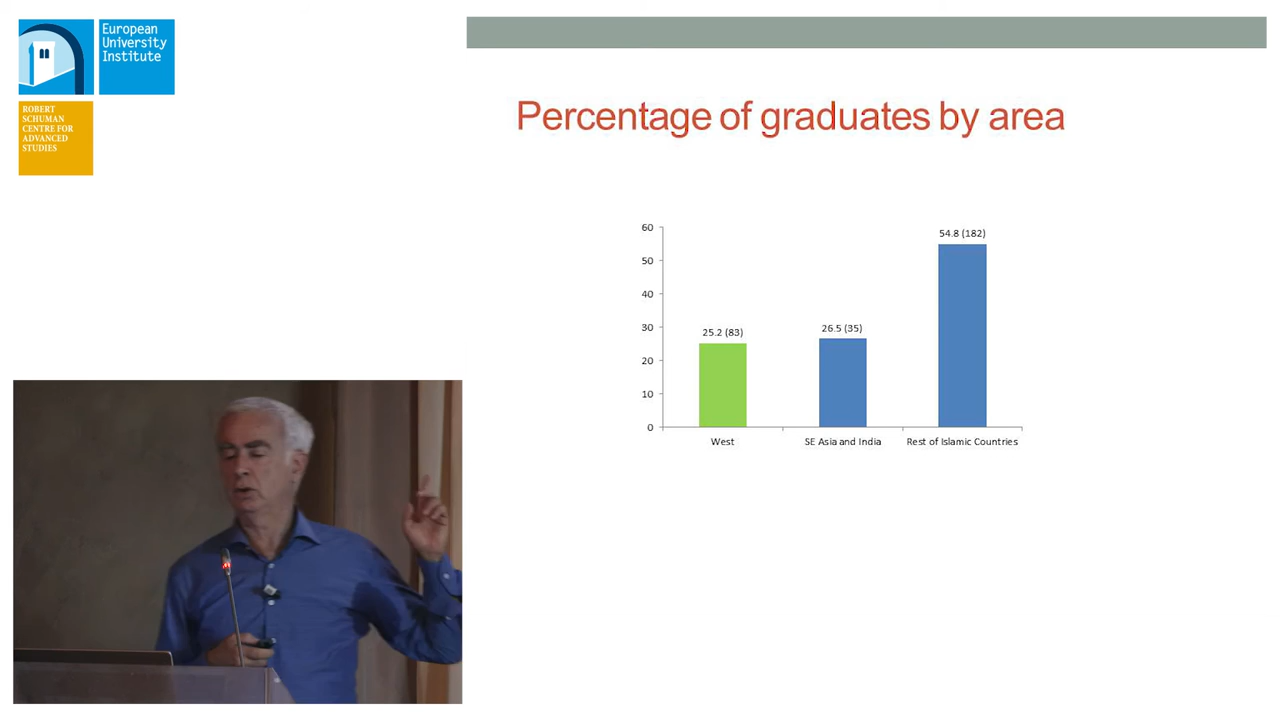 European
University
Institute
ROBERT
SCHUMAN
CENTRE FOR
ADVANCED
STUDIES
Percentage of graduates by area
60
50
40
30
20
10
0
25.2 (83)
26.5 (35)
54.8 (182)
West
SE Asia and India
Rest of Islamic Countries